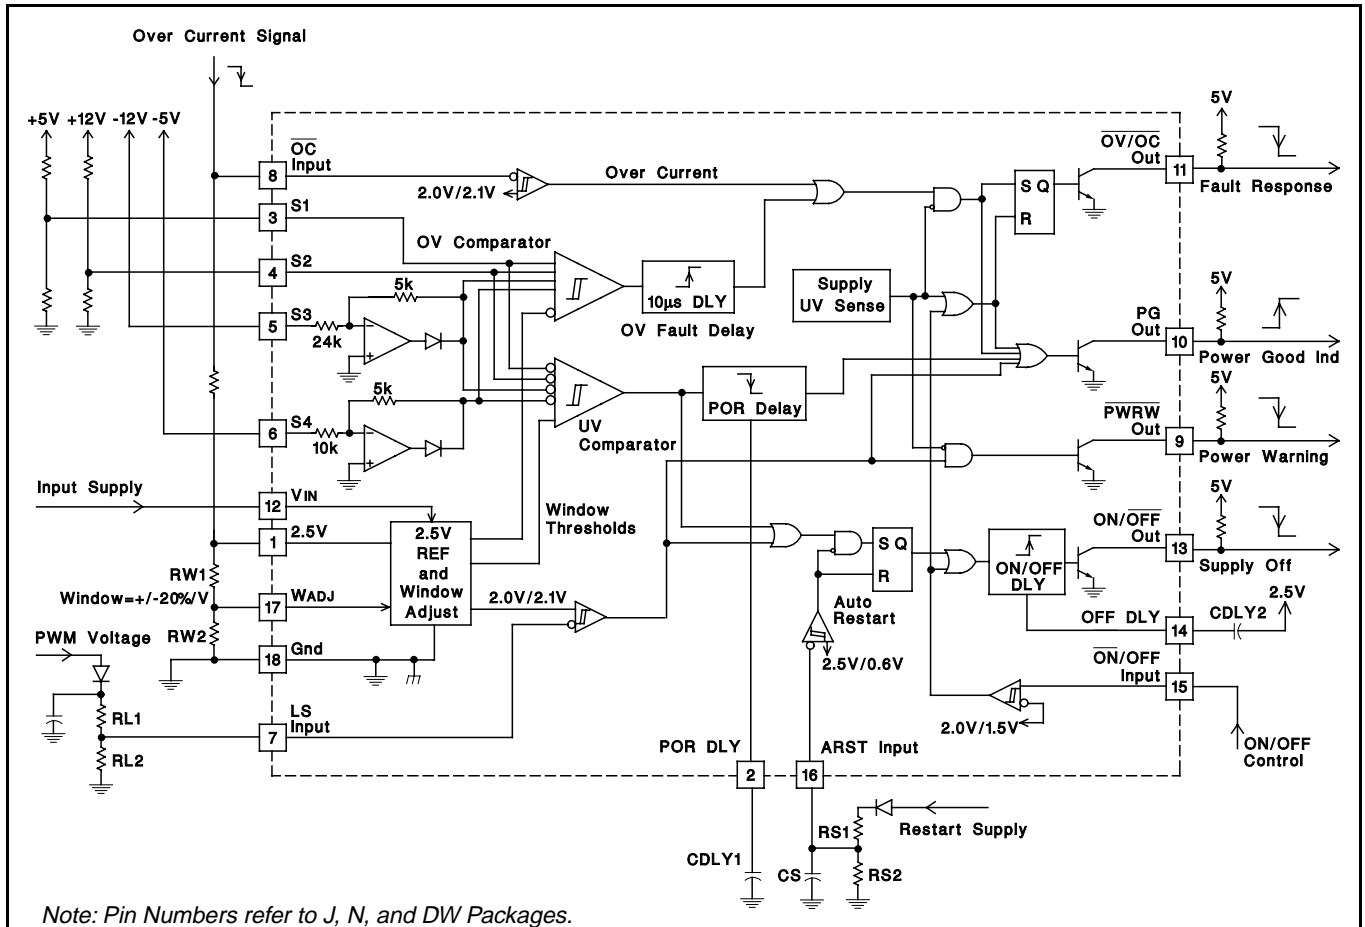 Over Current Signal
+5V +12V -12V -5V
OC
Input
8
2.0V/2.1V
Over Current
S1
3
OV Comparator
S2
4
5k
S3
5
24k
10µs DLY
OV Fault Delay
Supply
UV Sense
S Q
R
5V
OV/OC
Out
11
Fault Response
5V
PG
Out
10
Power Good Ind
5k
S4
6
10k
UV
Comparator
POR Delay
5V
PWRW
Out
9
Power Warning
Input Supply
VIN
12
2.5V
1
2.5V
REF
and
Window
Adjust
Window
Thresholds
RW1
Window=+/-20%/V
WADJ
17
2.0V/2.1V
RW2
Gnd
18
S Q
R
Auto
Restart
2.5V/0.6V
ON/OFF
DLY
5V
ON/OFF
Out
13
Supply Off
2.5V
OFF DLY
14
CDLY2
ON/OFF
Input
15
2.0V/1.5V
ON/OFF
Control
PWM Voltage
RL1
LS
Input
7
RL2
POR DLY
2
ARST Input
16
RS1
Restart Supply
CDLY1
CS
RS2
Note: Pin Numbers refer to J, N, and DW Packages.